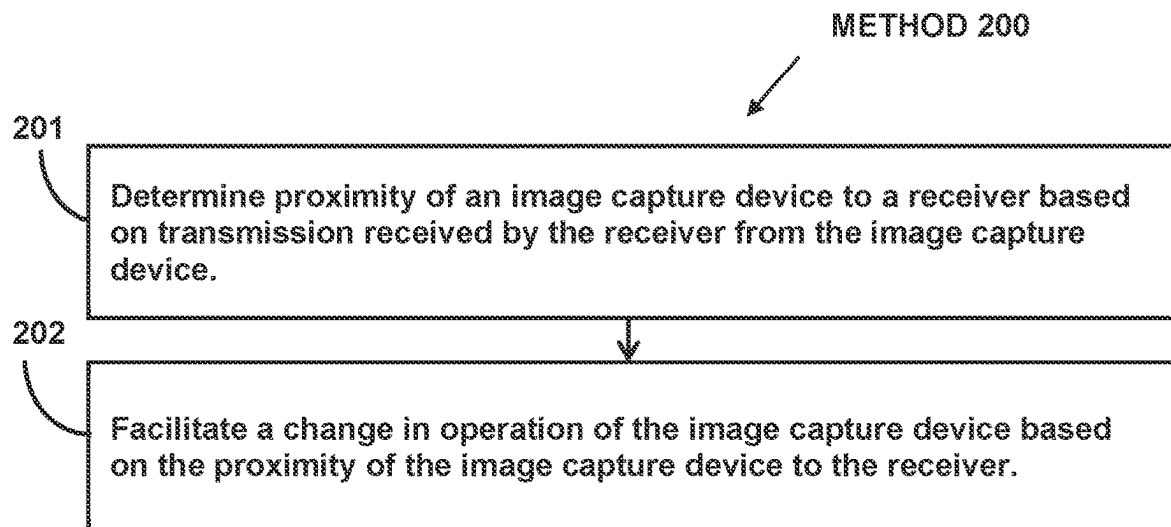 METHOD 200
201
Determine proximity of an image capture device to a receiver based
on transmission received by the receiver from the image capture
device.
202
Facilitate a change in operation of the image capture device based
on the proximity of the image capture device to the receiver.